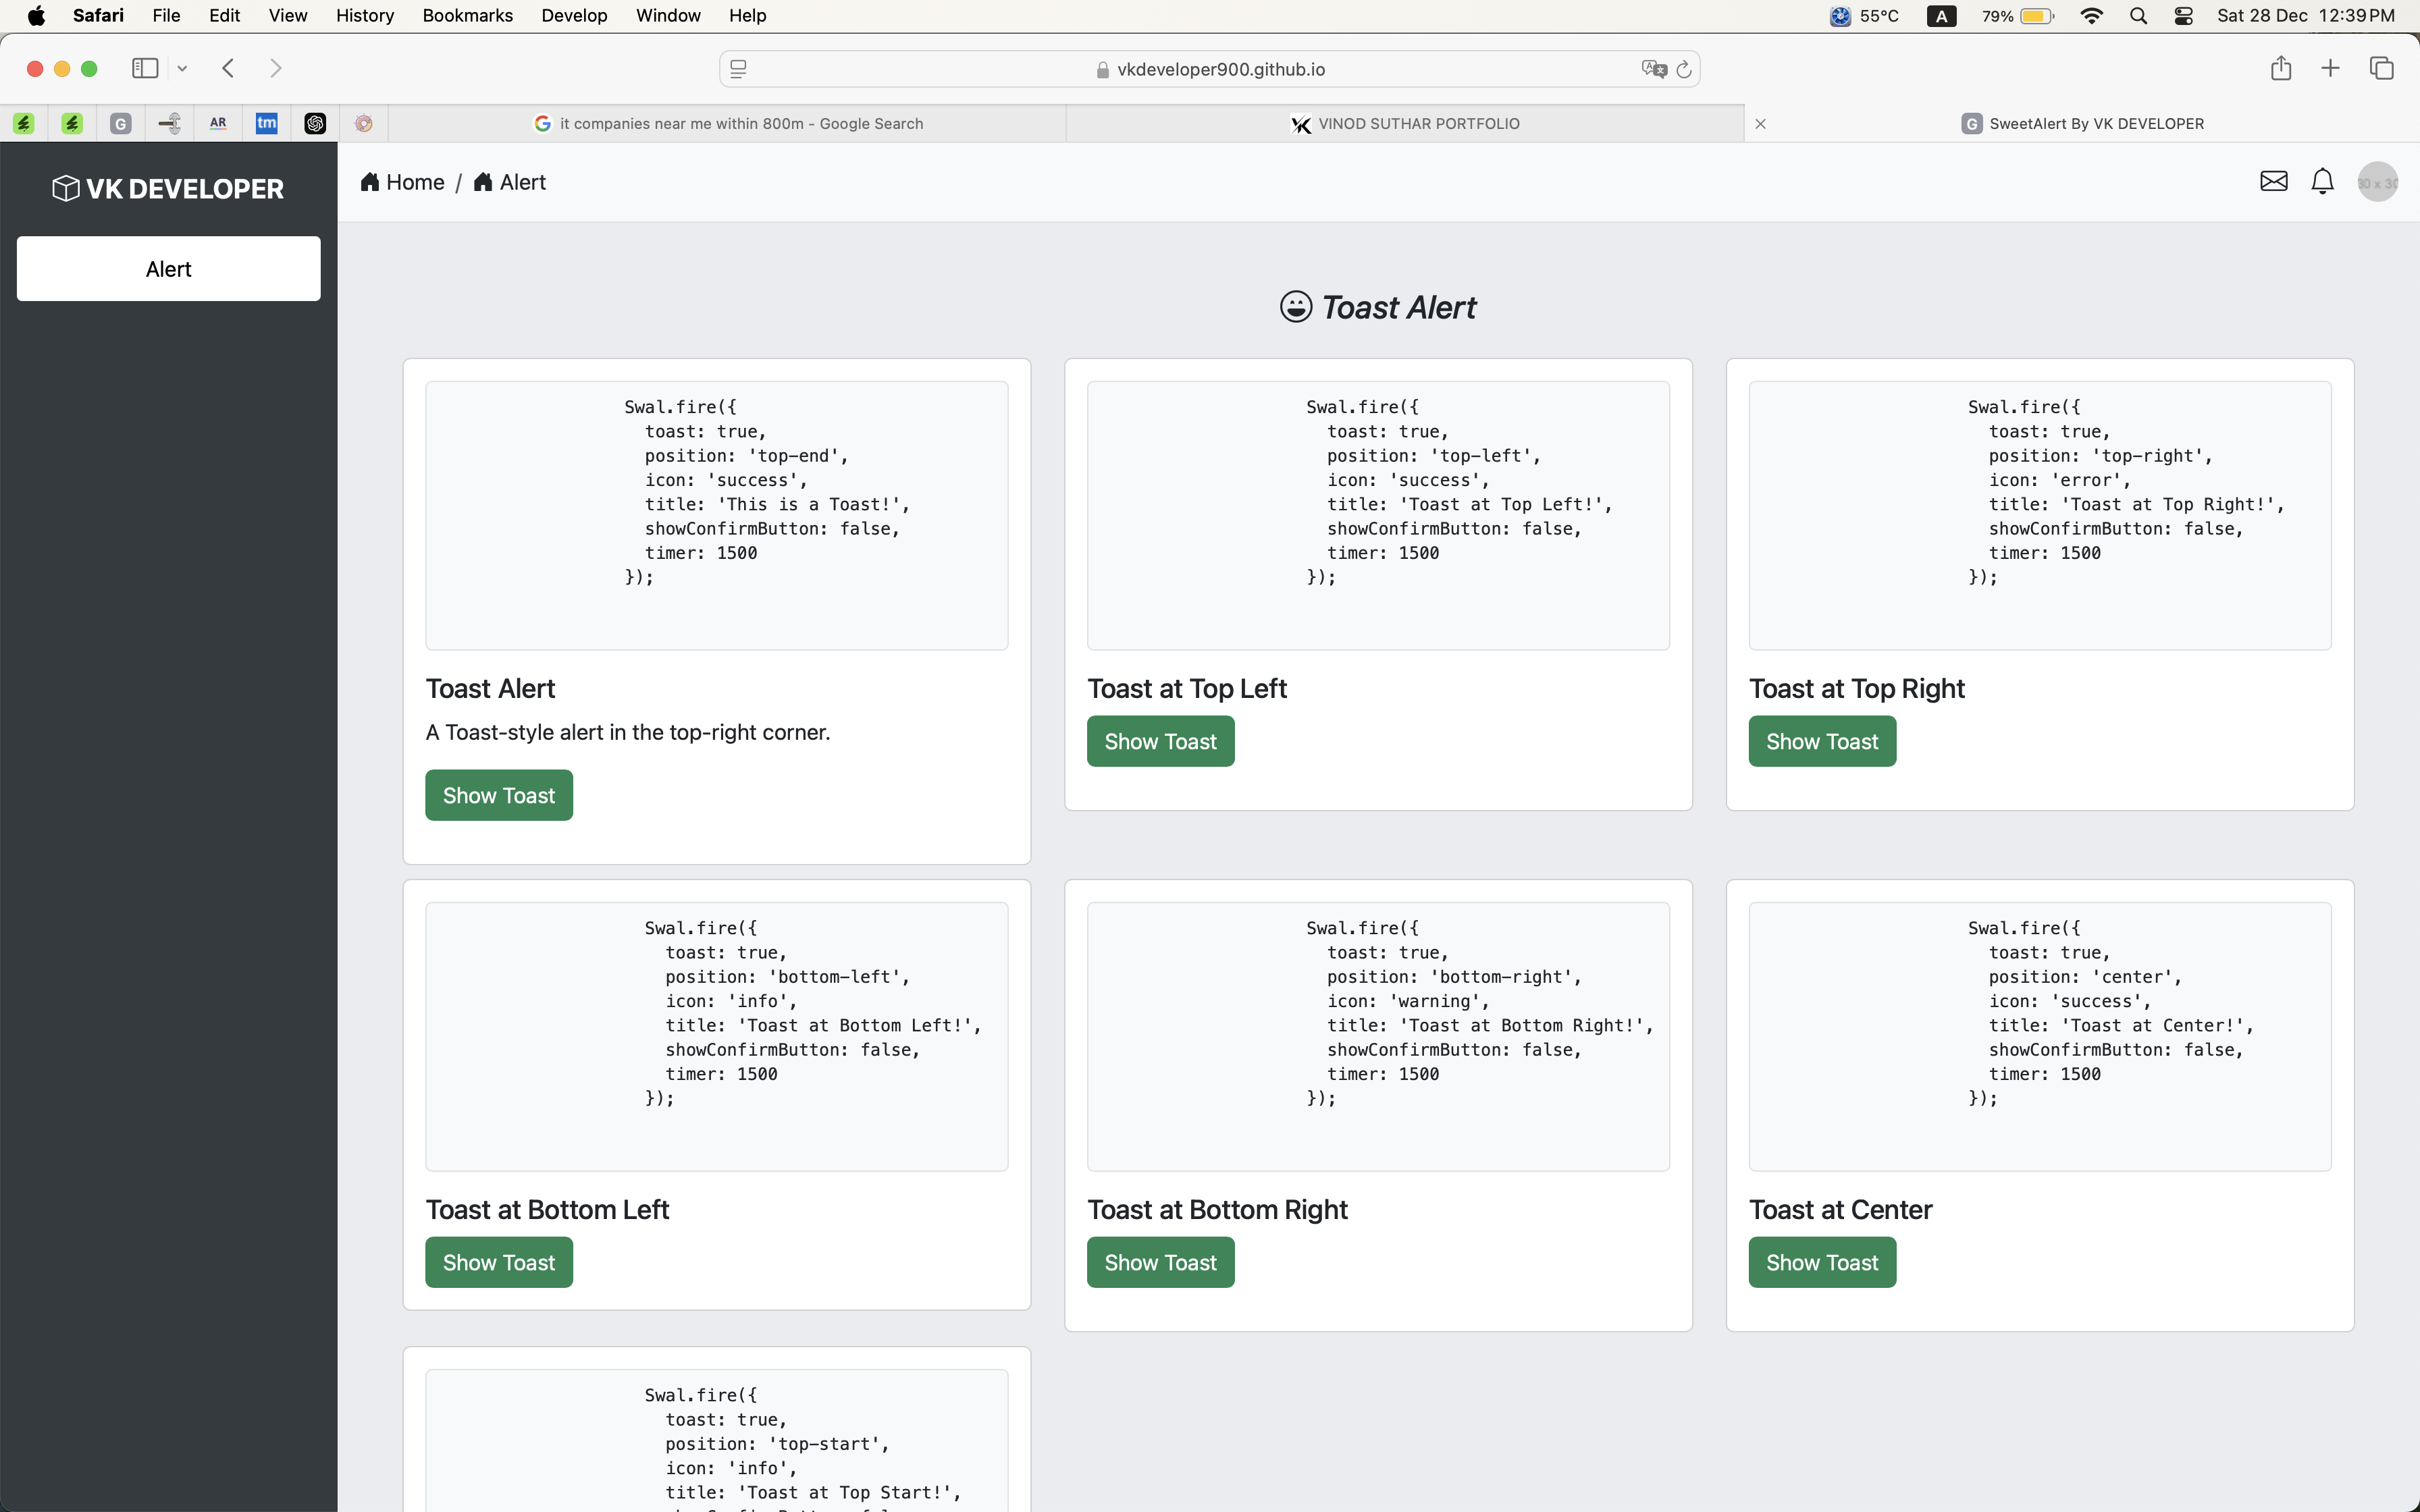 Safari File Edit View History Bookmarks Develop Window Help 55°C A 79% Sat 28 Dec 12:39 PM
vkdeveloper900.github.io
G AR tm it companies near me within 800m - Google Search VINOD SUTHAR PORTFOLIO G SweetAlert By VK DEVELOPER
VK DEVELOPER
Alert
Home / Alert
Toast Alert
Swal.fire({
toast: true,
position: 'top-end',
icon: 'success',
title: 'This is a Toast!',
showConfirmButton: false,
timer: 1500
});
Toast Alert
A Toast-style alert in the top-right corner.
Show Toast
Swal.fire({
toast: true,
position: 'top-left',
icon: 'success',
title: 'Toast at Top Left!',
showConfirmButton: false,
timer: 1500
});
Toast at Top Left
Show Toast
Swal.fire({
toast: true,
position: 'top-right',
icon: 'error',
title: 'Toast at Top Right!',
showConfirmButton: false,
timer: 1500
});
Toast at Top Right
Show Toast
Swal.fire({
toast: true,
position: 'bottom-left',
icon: 'info',
title: 'Toast at Bottom Left!',
showConfirmButton: false,
timer: 1500
});
Toast at Bottom Left
Show Toast
Swal.fire({
toast: true,
position: 'bottom-right',
icon: 'warning',
title: 'Toast at Bottom Right!',
showConfirmButton: false,
timer: 1500
});
Toast at Bottom Right
Show Toast
Swal.fire({
toast: true,
position: 'center',
icon: 'success',
title: 'Toast at Center!',
showConfirmButton: false,
timer: 1500
});
Toast at Center
Show Toast
Swal.fire({
toast: true,
position: 'top-start',
icon: 'info',
title: 'Toast at Top Start!',